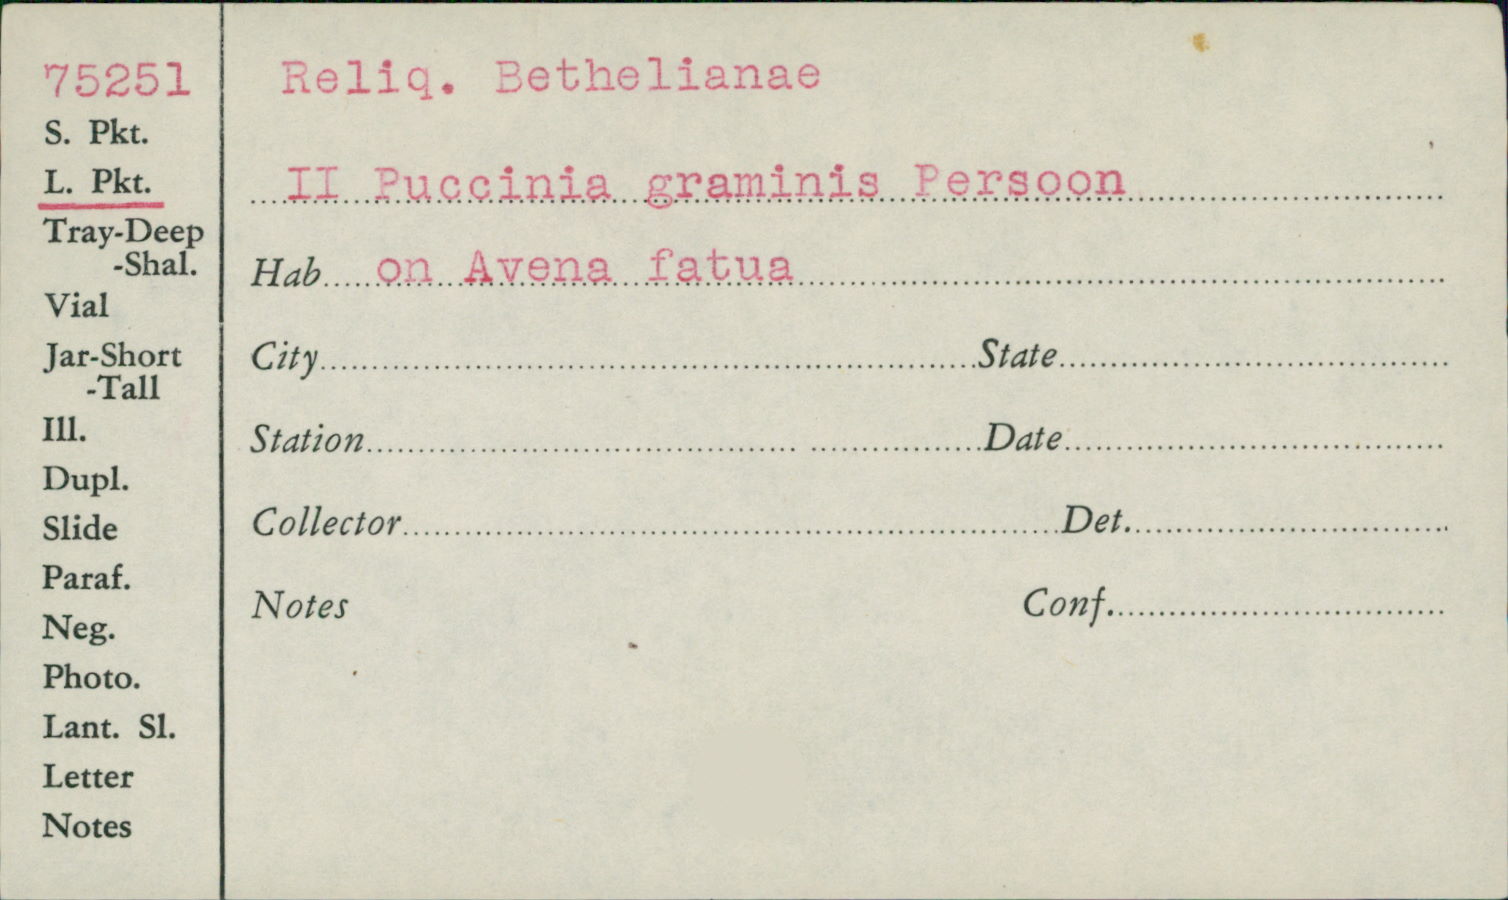 75251
S. Pkt.
L. Pkt.
Tray-Deep
-Shal.
Vial
Jar-Short
-Tall
Ill.
Dupl.
Slide
Paraf.
Neg.
Photo.
Lant. Sl.
Letter
Notes
Reliq. Bethelianae
II Puccinia graminis Persoon
Hab on Avena fatua
City State
Station Date
Collector Det.
Notes Conf.